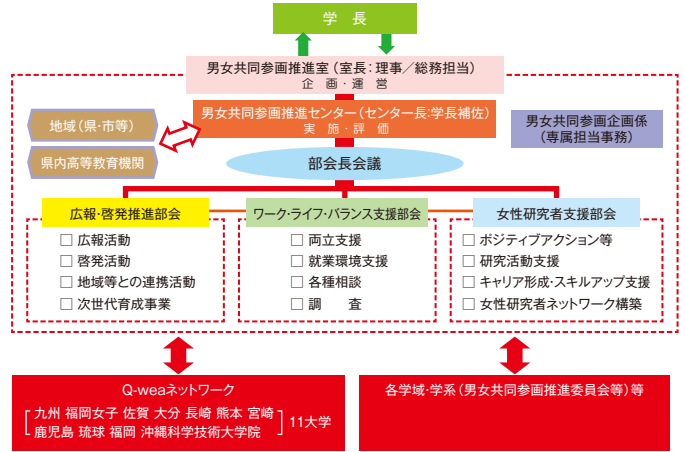 学 長
男女共同参画推進室（室長：理事／総務担当）
企 画・運 営
男女共同参画推進センター（センター長：学長補佐）
実 施・評 価
地域（県・市等）
県内高等教育機関
男女共同参画企画係
（専属担当事務）
部会長会議
広報・啓発推進部会
□ 広報活動
□ 啓発活動
□ 地域等との連携活動
□ 次世代育成事業
ワーク・ライフ・バランス支援部会
□ 両立支援
□ 就業環境支援
□ 各種相談
□ 調 査
女性研究者支援部会
□ ポジティブアクション等
□ 研究活動支援
□ キャリア形成・スキルアップ支援
□ 女性研究者ネットワーク構築
Q-weaネットワーク
九州 福岡女子 佐賀 大分 長崎 熊本 宮崎
鹿児島 琉球 福岡 沖縄科学技術大学院
11大学
各学域・学系（男女共同参画推進委員会等）等